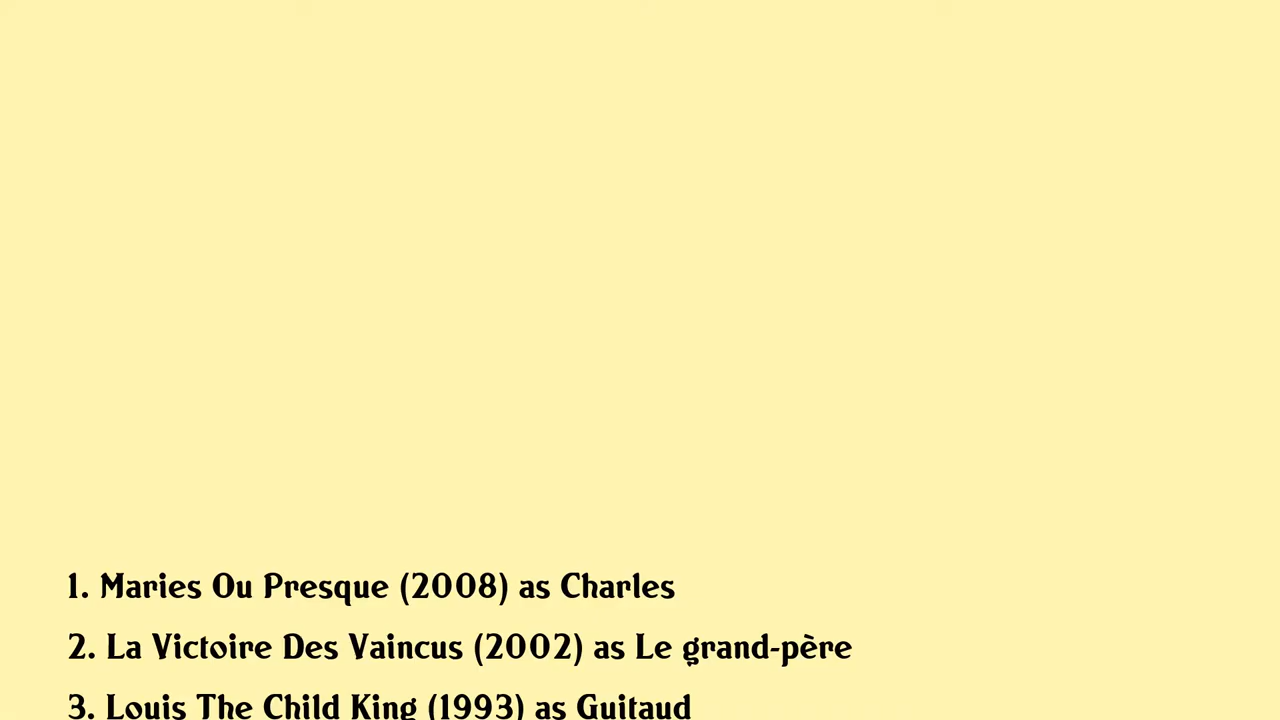 1. Maries Ou Presque (2008) as Charles
2. La Victoire Des Vaincus (2002) as Le grand-père
3. Louis The Child King (1993) as Guitaud